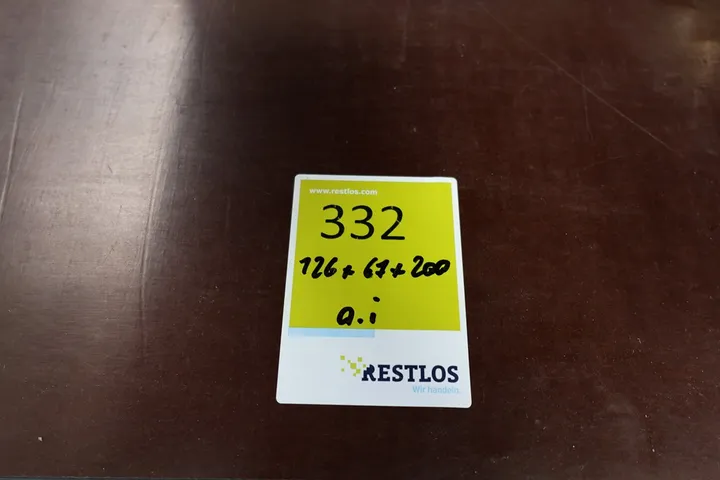 www.restlos.com
332
126 x 67 x 200
a.i
RESTLOS
Wir handeln.